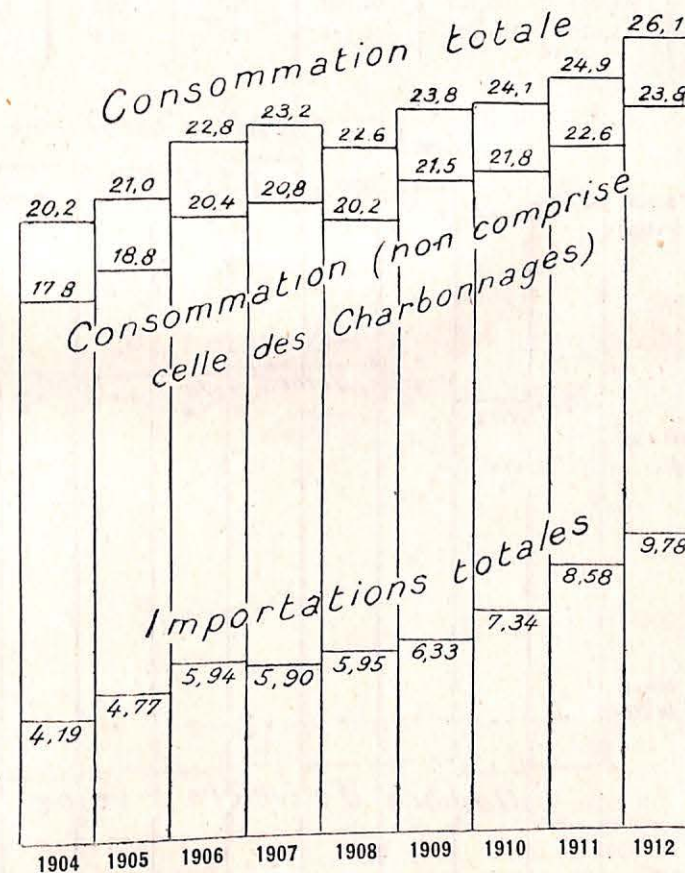 Consommation totale
20,2 21,0 22,8 23,2 22.6 23,8 24,1 24,9 26,1
17 8 18.8 20,4 20,8 20,2 21,5 21,8 22,6 23,8
Consommation (non comprise
celle des Charbonnages)
Importations totales
4,19 4,77 5,94 5,90 5,95 6,33 7,34 8,58 9,78
1904 1905 1906 1907 1908 1909 1910 1911 1912